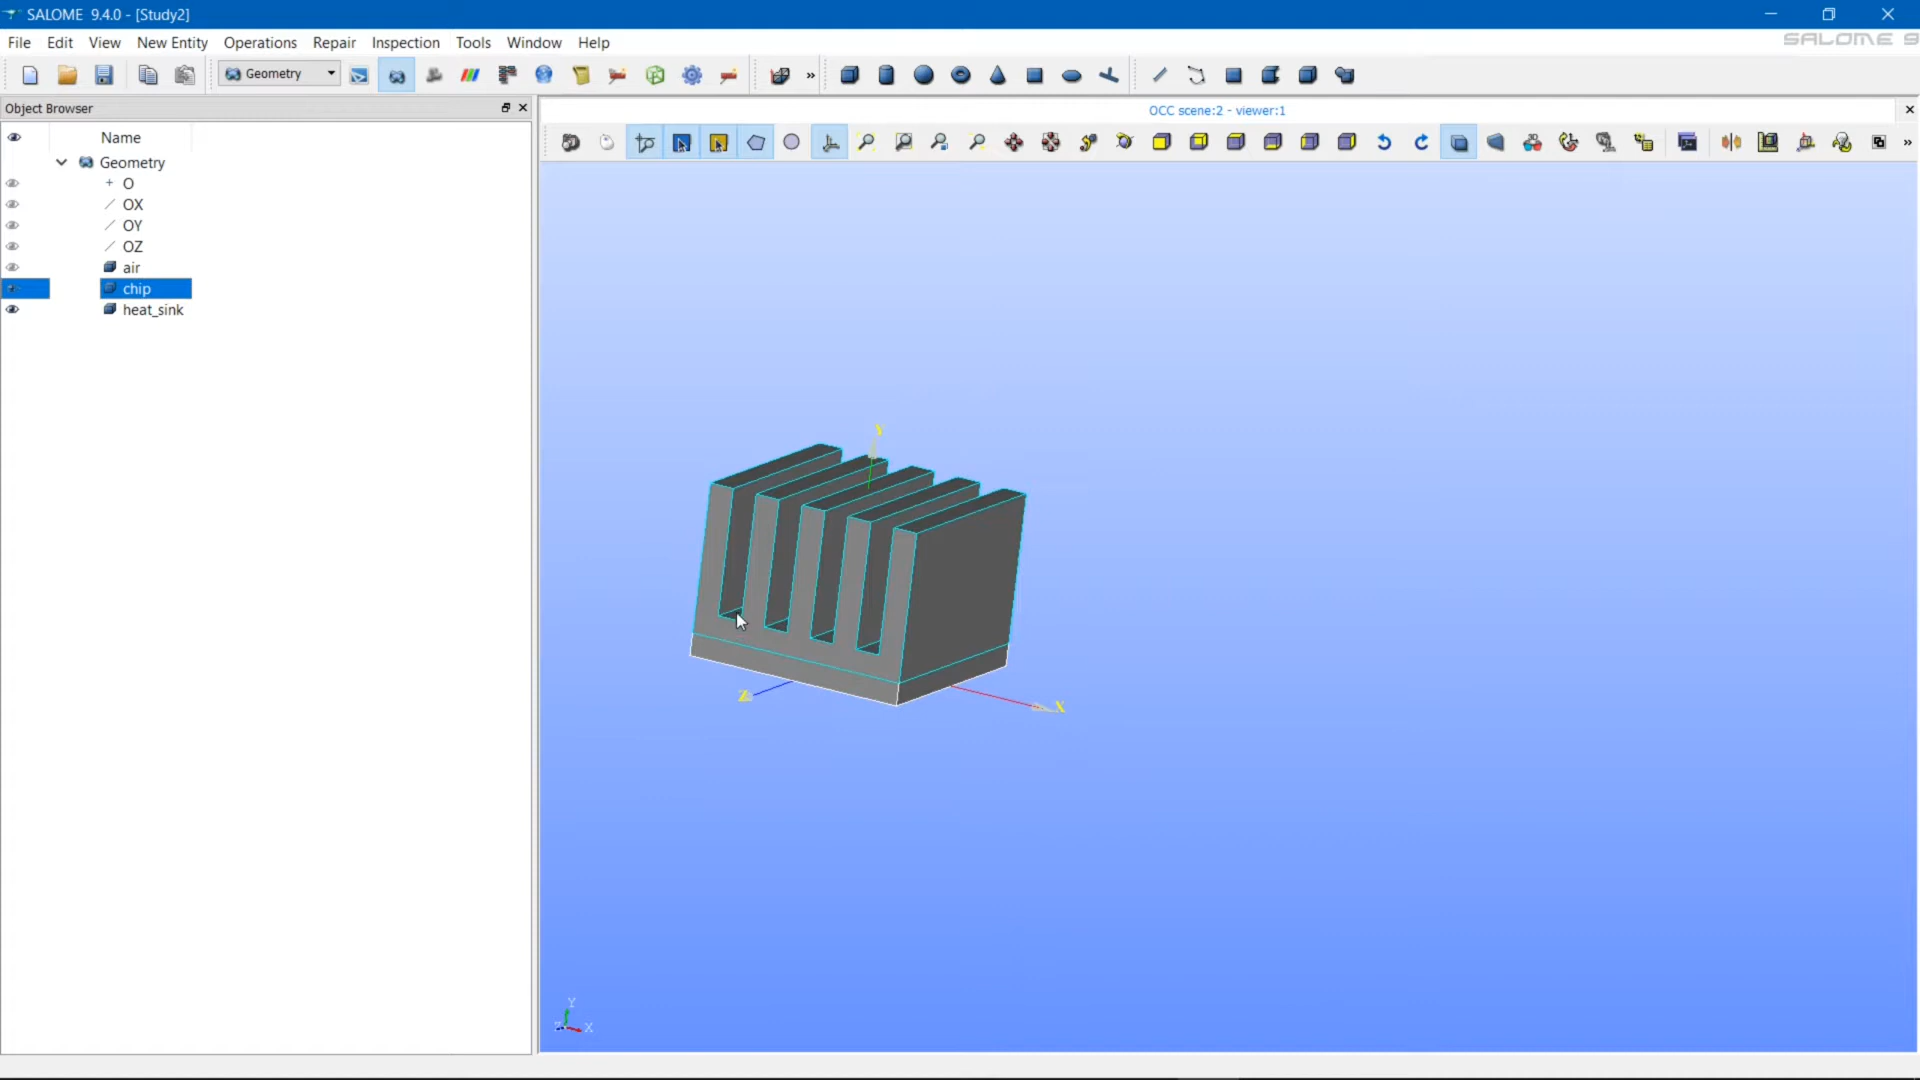 SALOME 9.4.0 - [Study2]
File Edit View New Entity Operations Repair Inspection Tools Window Help
SALOME 9
Geometry
»
Object Browser
OCC scene:2 - viewer:1
»
Name
Geometry
O
OX
OY
OZ
air
chip
heat_sink
Y
Z
X
Y
Z
X